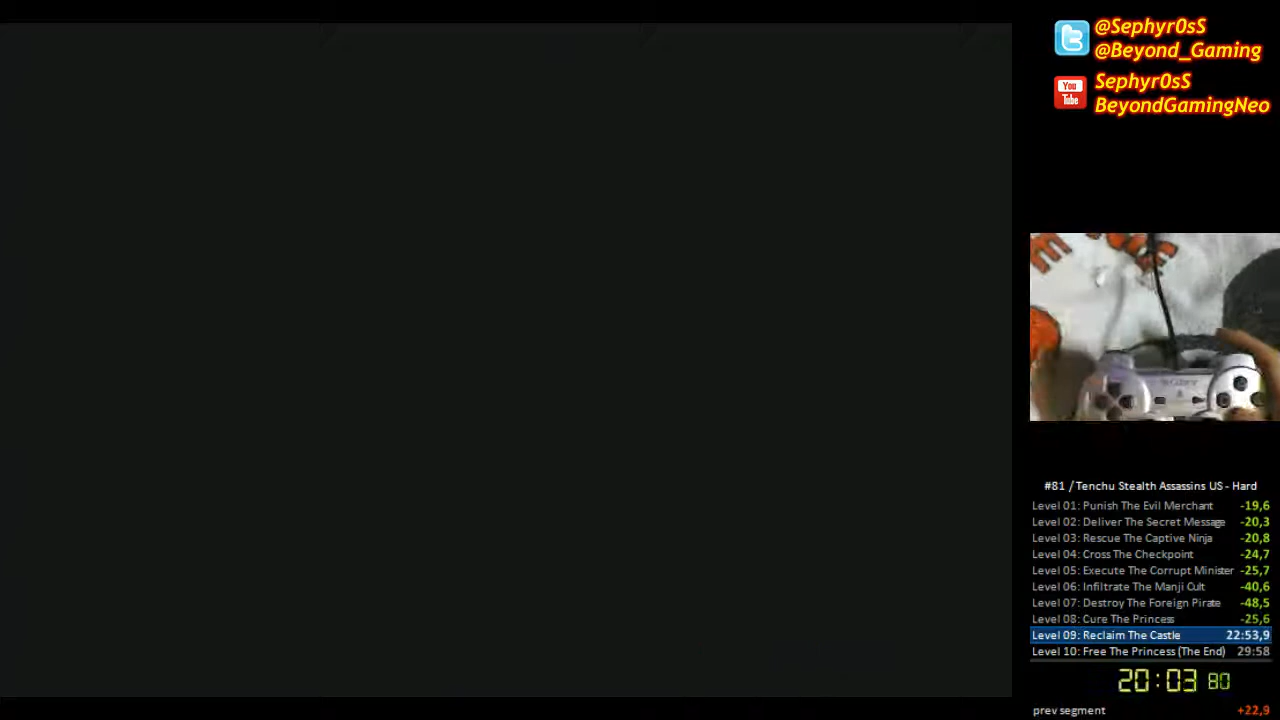 @Sephyr0sS
@Beyond_Gaming
You
Tube
Sephyr0sS
BeyondGamingNeo
SONY
#81 / Tenchu Stealth Assassins US - Hard
Level 01: Punish The Evil Merchant -19,6
Level 02: Deliver The Secret Message -20,3
Level 03: Rescue The Captive Ninja -20,8
Level 04: Cross The Checkpoint -24,7
Level 05: Execute The Corrupt Minister -25,7
Level 06: Infiltrate The Manji Cult -40,6
Level 07: Destroy The Foreign Pirate -48,5
Level 08: Cure The Princess -25,6
Level 09: Reclaim The Castle 22:53,9
Level 10: Free The Princess (The End) 29:58
20:03 80
prev segment +22,9